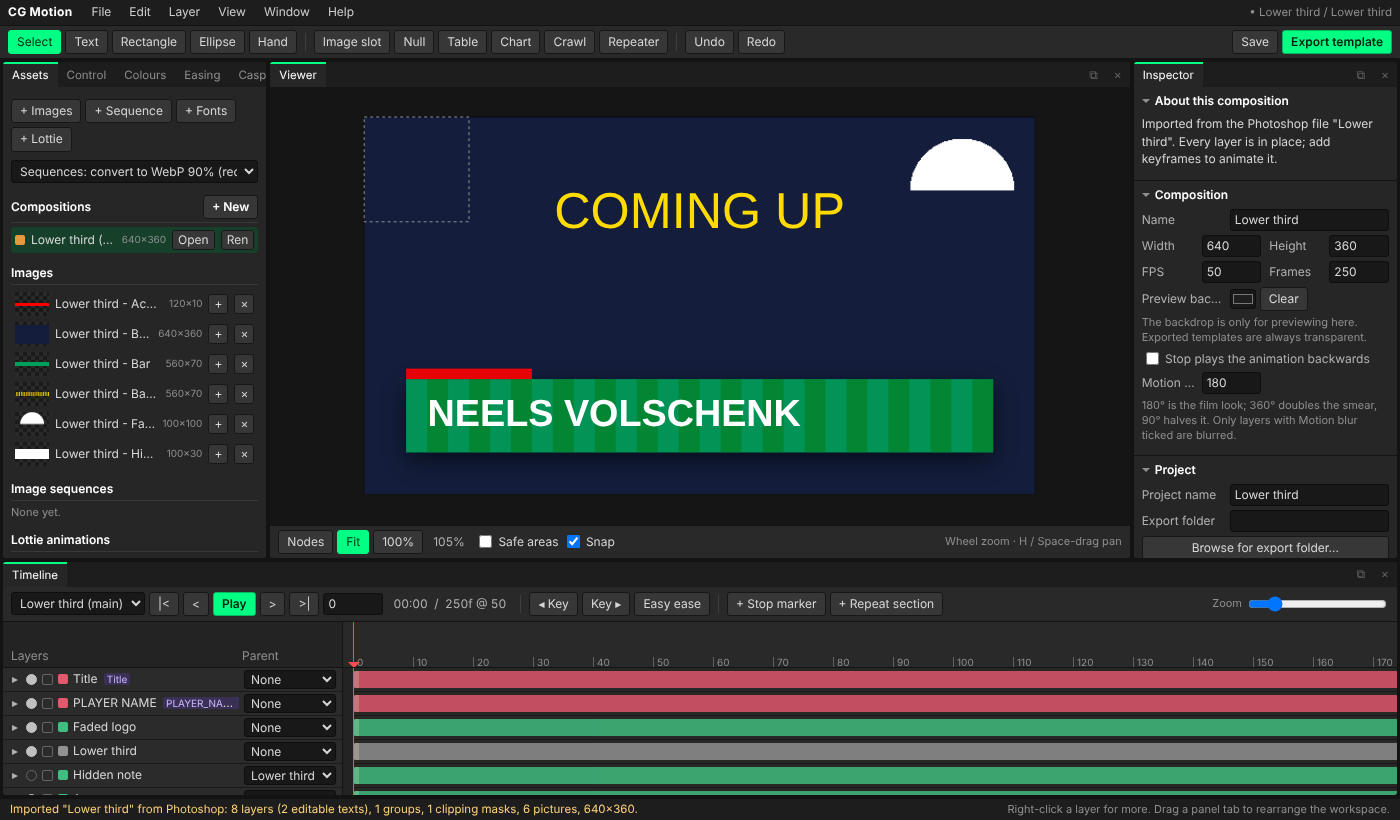 CG Motion File Edit Layer View Window Help • Lower third / Lower third
Select Text Rectangle Ellipse Hand Image slot Null Table Chart Crawl Repeater Undo Redo Save Export template
Assets Control Colours Easing Casp
+ Images + Sequence + Fonts
+ Lottie
Sequences: convert to WebP 90% (rec
Compositions + New
Lower third (... 640×360 Open Ren
Images
Lower third - Ac... 120×10 + ×
Lower third - B... 640×360 + ×
Lower third - Bar 560×70 + ×
Lower third - Ba... 560×70 + ×
Lower third - Fa... 100×100 + ×
Lower third - Hi... 100×30 + ×
Image sequences
None yet.
Lottie animations
Viewer
COMING UP
NEELS VOLSCHENK
Nodes Fit 100% 105% Safe areas Snap Wheel zoom · H / Space-drag pan
Inspector
About this composition
Imported from the Photoshop file "Lower
third". Every layer is in place; add
keyframes to animate it.
Composition
Name Lower third
Width 640 Height 360
FPS 50 Frames 250
Preview bac... Clear
The backdrop is only for previewing here.
Exported templates are always transparent.
Stop plays the animation backwards
Motion ... 180
180° is the film look; 360° doubles the smear,
90° halves it. Only layers with Motion blur
ticked are blurred.
Project
Project name Lower third
Export folder
Browse for export folder...
Timeline
Lower third (main) |< < Play > >| 0 00:00 / 250f @ 50 ◂ Key Key ▸ Easy ease + Stop marker + Repeat section Zoom
Layers Parent 0 10 20 30 40 50 60 70 80 90 100 110 120 130 140 150 160 170
Title Title None
PLAYER NAME PLAYER_NA... None
Faded logo None
Lower third None
Hidden note Lower third
Imported "Lower third" from Photoshop: 8 layers (2 editable texts), 1 groups, 1 clipping masks, 6 pictures, 640×360. Right-click a layer for more. Drag a panel tab to rearrange the workspace.